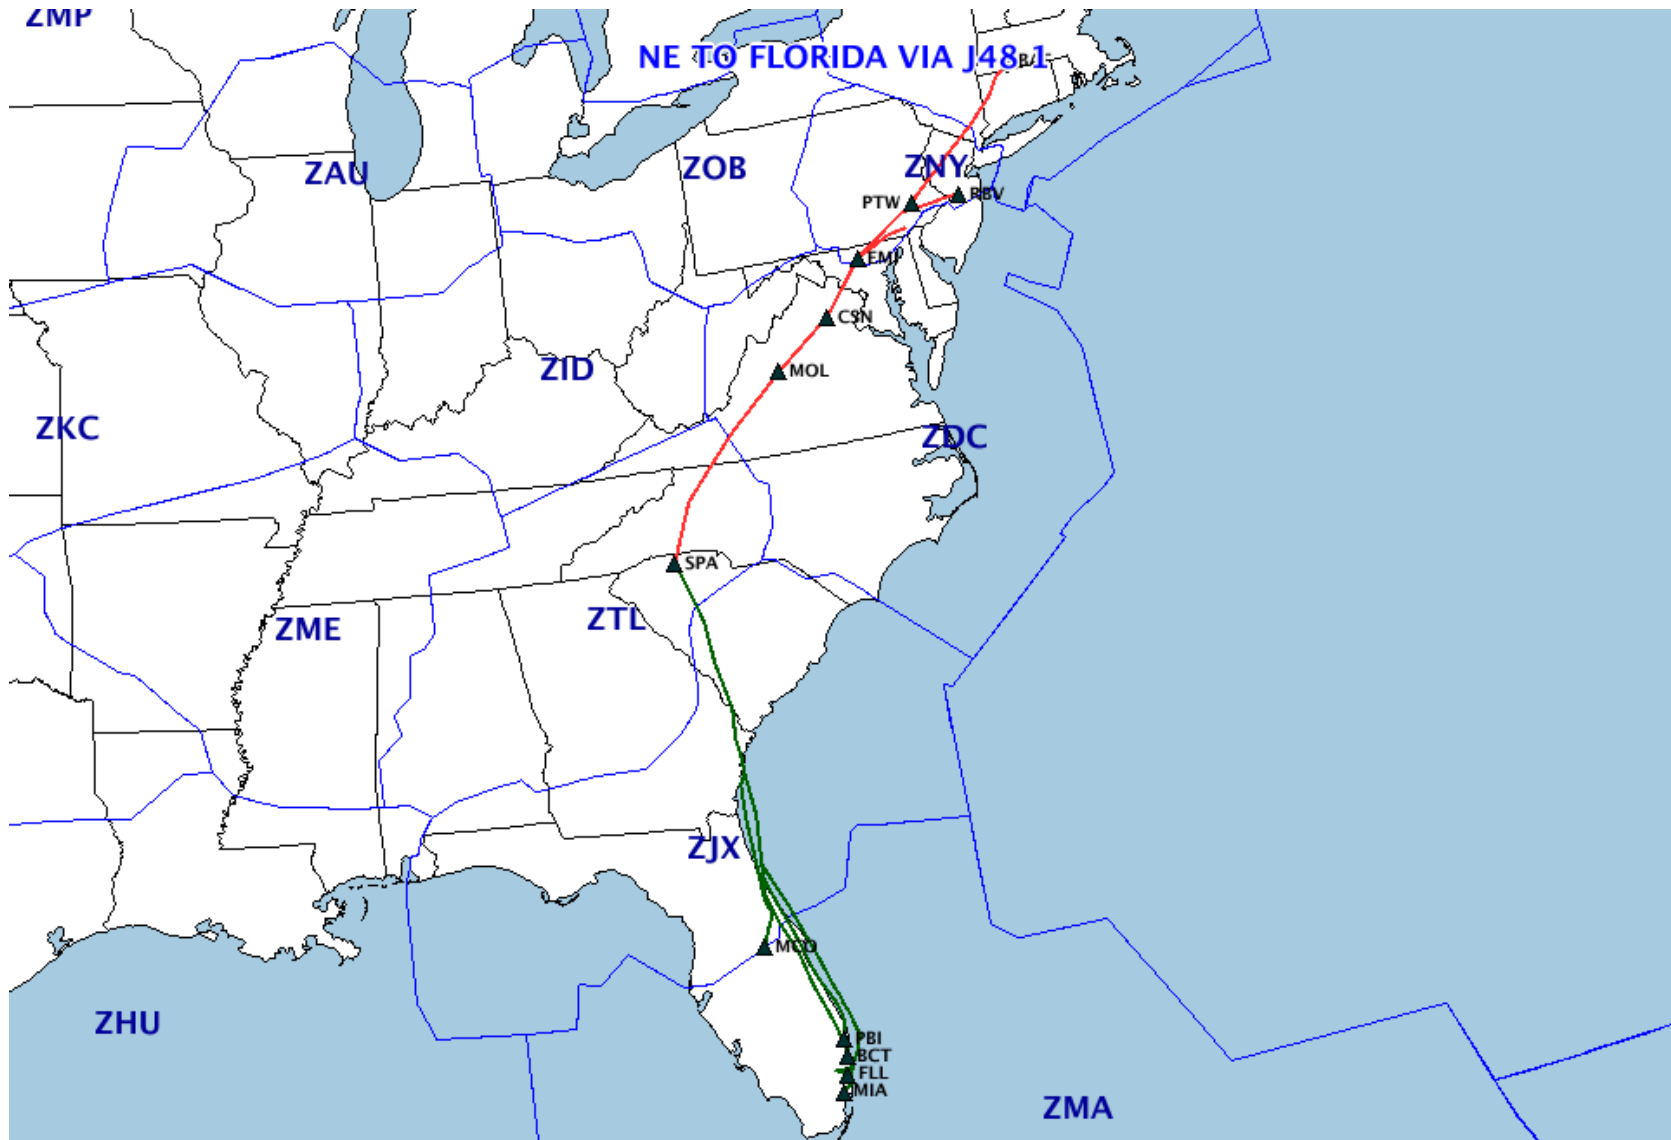 ZMP
NE TO FLORIDA VIA J48 1
ZAU
ZOB
ZNY
PTW
RBV
EMI
CSN
ZID
MOL
ZKC
ZDC
SPA
ZTL
ZME
ZJX
MCO
ZHU
PBI
BCT
FLL
MIA
ZMA